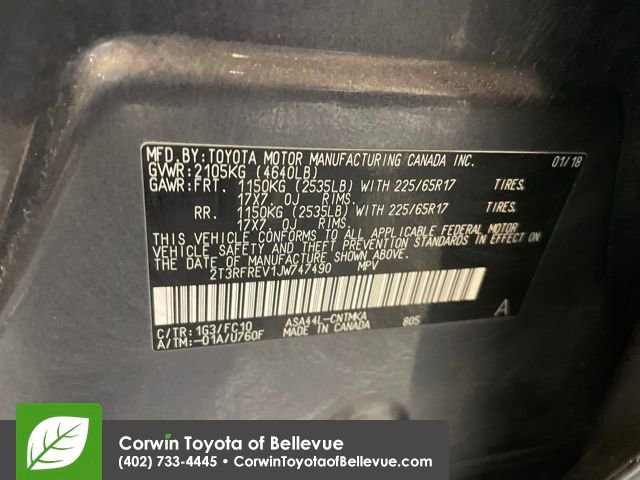 MFD. BY: TOYOTA MOTOR MANUFACTURING CANADA INC. 01/18
GVWR: 2105KG (4640LB)
GAWR: FRT. 1150KG (2535LB) WITH 225/65R17 TIRES,
17X7. OJ RIMS.
RR. 1150KG (2535LB) WITH 225/65R17 TIRES,
17X7. OJ RIMS.
THIS VEHICLE CONFORMS TO ALL APPLICABLE FEDERAL MOTOR
VEHICLE SAFETY AND THEFT PREVENTION STANDARDS IN EFFECT ON
THE DATE OF MANUFACTURE SHOWN ABOVE.
2T3RFREV1JW747490 MPV
C/TR: 1G3/FC10 ASA44L-CNTMKA 805 A
A/TM: -01A/U760F MADE IN CANADA
Corwin Toyota of Bellevue
(402) 733-4445 • CorwinToyotaofBellevue.com